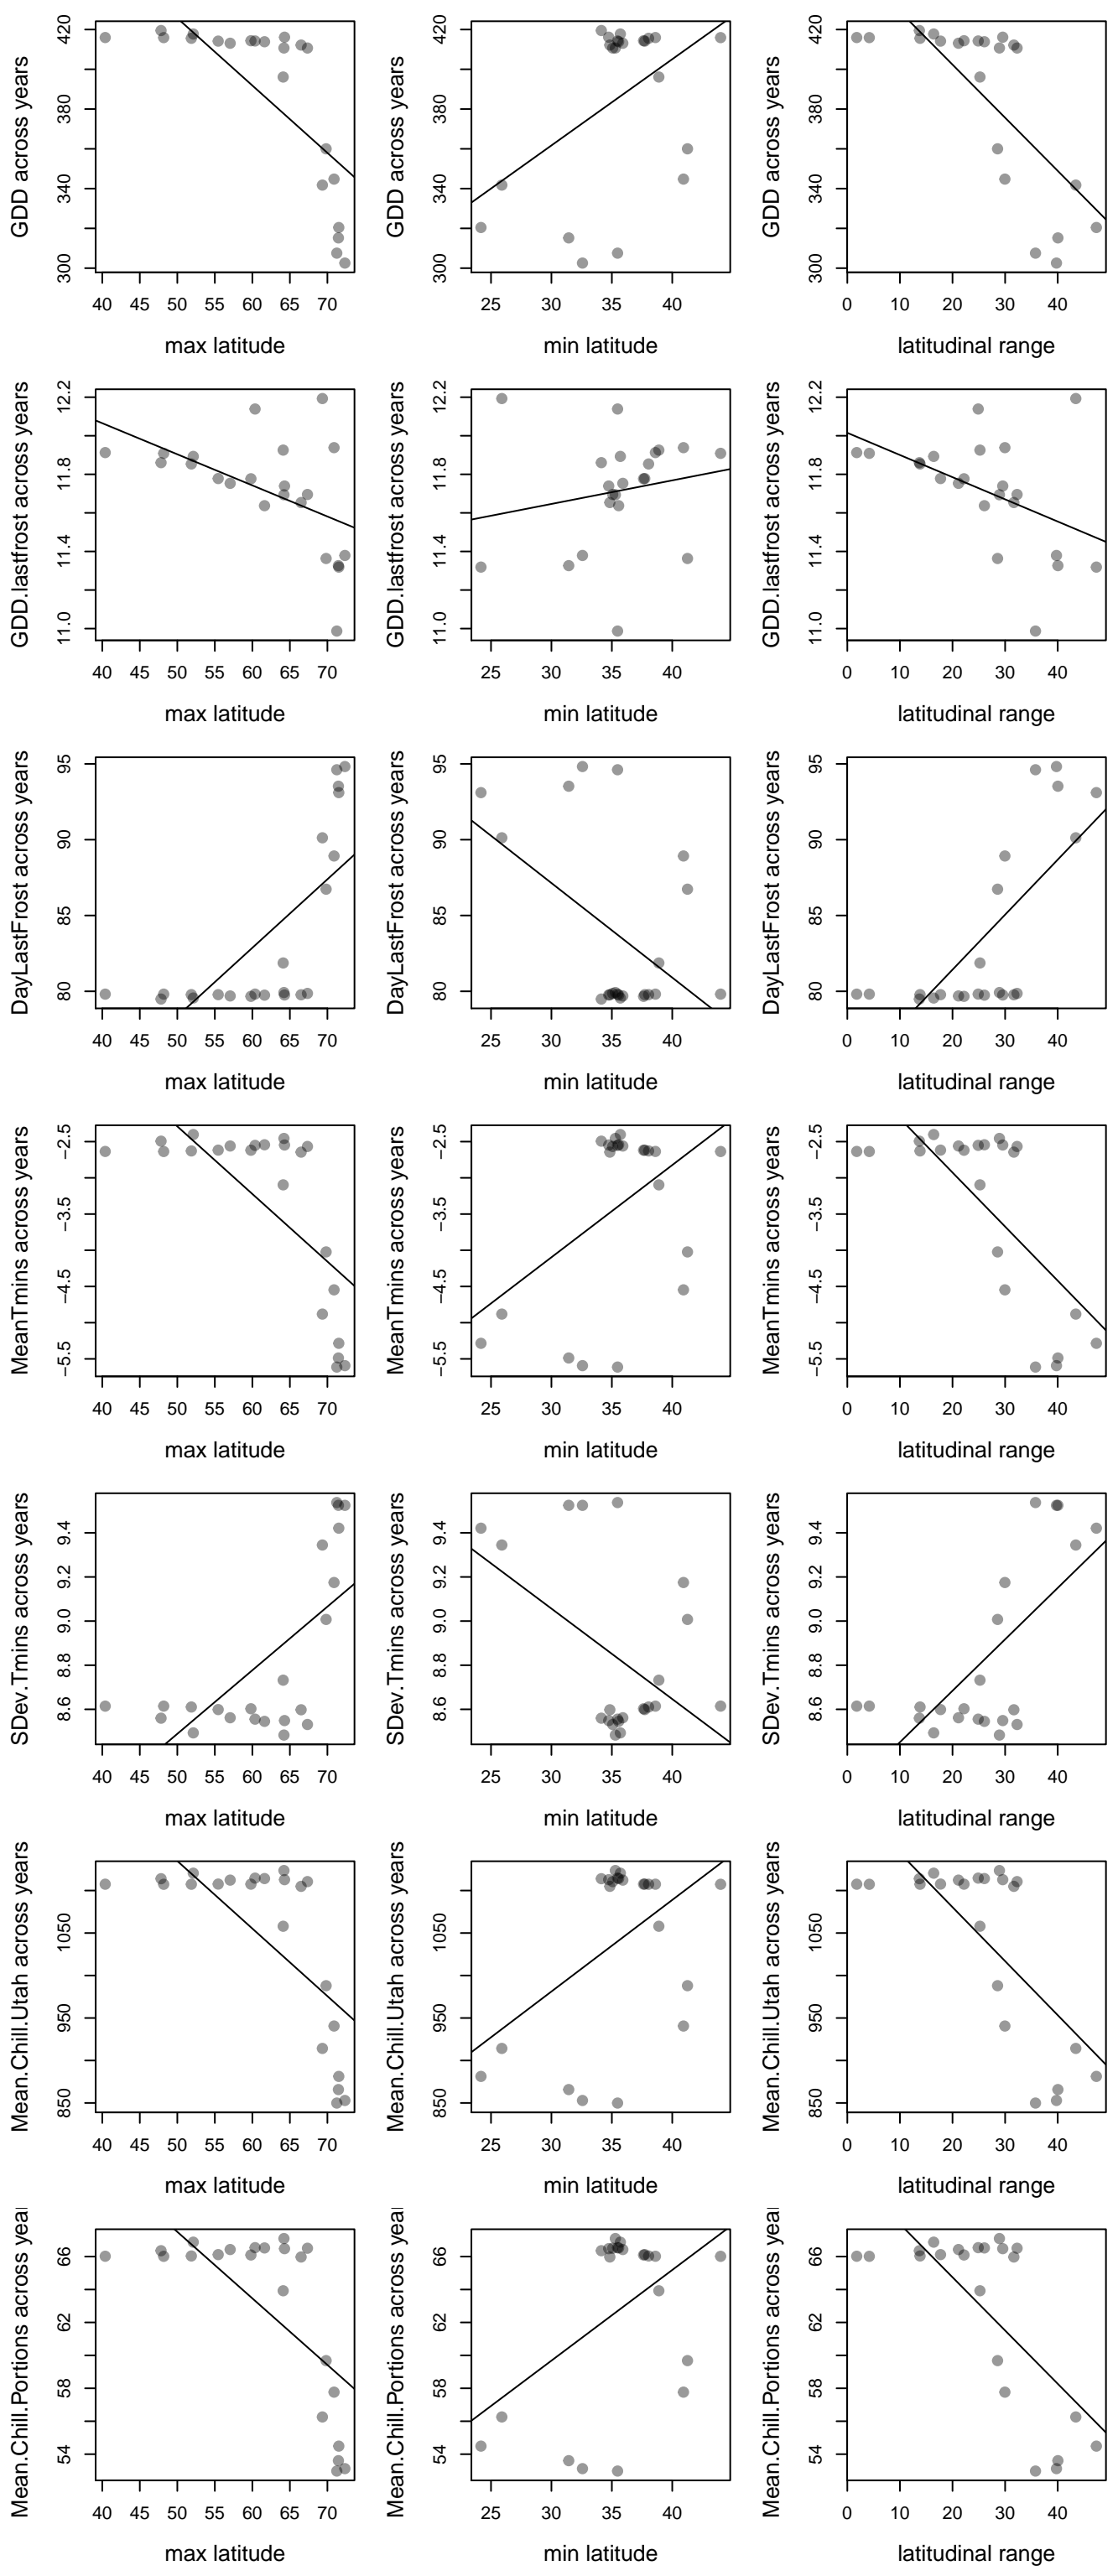 GDD across years
300 340 380 420
40 45 50 55 60 65 70
max latitude
GDD across years
300 340 380 420
25 30 35 40
min latitude
GDD across years
300 340 380 420
0 10 20 30 40
latitudinal range
GDD.lastfrost across years
11.0 11.4 11.8 12.2
40 45 50 55 60 65 70
max latitude
GDD.lastfrost across years
11.0 11.4 11.8 12.2
25 30 35 40
min latitude
GDD.lastfrost across years
11.0 11.4 11.8 12.2
0 10 20 30 40
latitudinal range
DayLastFrost across years
80 85 90 95
40 45 50 55 60 65 70
max latitude
DayLastFrost across years
80 85 90 95
25 30 35 40
min latitude
DayLastFrost across years
80 85 90 95
0 10 20 30 40
latitudinal range
MeanTmins across years
−5.5 −4.5 −3.5 −2.5
40 45 50 55 60 65 70
max latitude
MeanTmins across years
−5.5 −4.5 −3.5 −2.5
25 30 35 40
min latitude
MeanTmins across years
−5.5 −4.5 −3.5 −2.5
0 10 20 30 40
latitudinal range
SDev.Tmins across years
8.6 8.8 9.0 9.2 9.4
40 45 50 55 60 65 70
max latitude
SDev.Tmins across years
8.6 8.8 9.0 9.2 9.4
25 30 35 40
min latitude
SDev.Tmins across years
8.6 8.8 9.0 9.2 9.4
0 10 20 30 40
latitudinal range
Mean.Chill.Utah across years
850 950 1050
40 45 50 55 60 65 70
max latitude
Mean.Chill.Utah across years
850 950 1050
25 30 35 40
min latitude
Mean.Chill.Utah across years
850 950 1050
0 10 20 30 40
latitudinal range
Mean.Chill.Portions across yea
54 58 62 66
40 45 50 55 60 65 70
max latitude
Mean.Chill.Portions across yea
54 58 62 66
25 30 35 40
min latitude
Mean.Chill.Portions across yea
54 58 62 66
0 10 20 30 40
latitudinal range